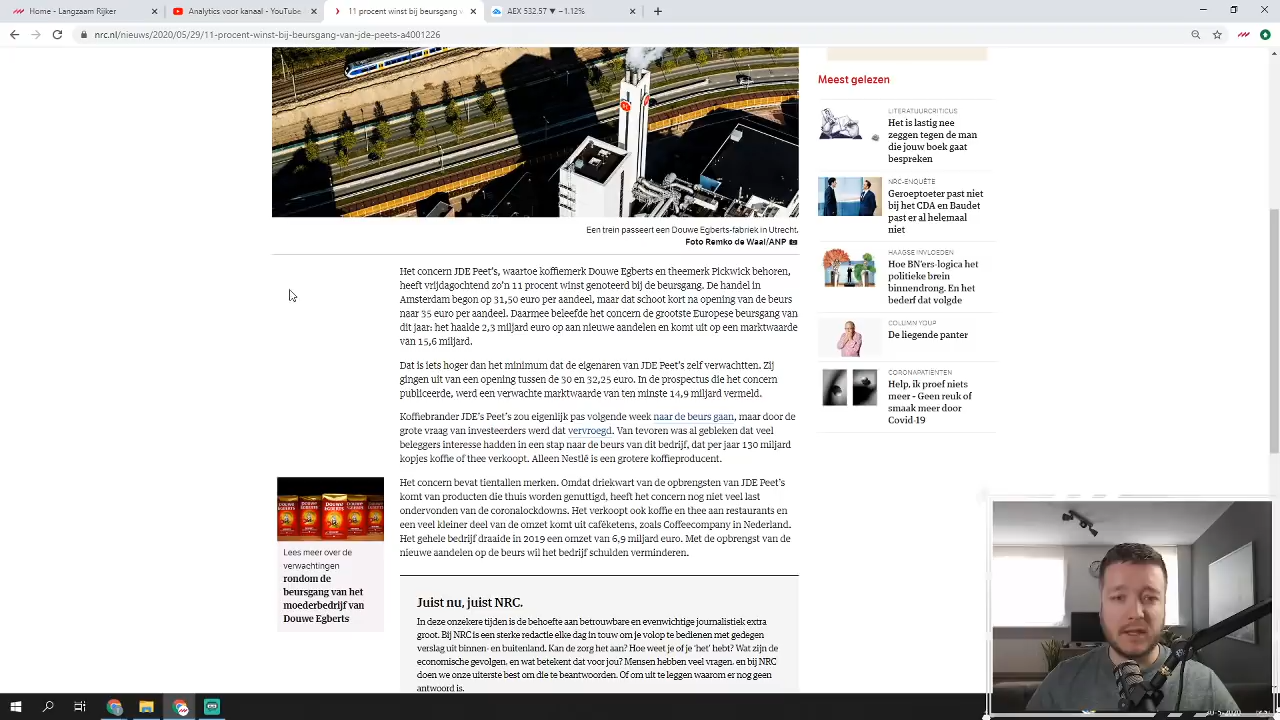 Home - Langzaam Rijker
Analytics voor kanaal - YouTube
11 procent winst bij beursgang v
AEX 532.57 ▼ −1.12%
nrc.nl/nieuws/2020/05/29/11-procent-winst-bij-beursgang-van-jde-peets-a4001226
Een trein passeert een Douwe Egberts-fabriek in Utrecht.
Foto Remko de Waal/ANP
Het concern JDE Peet's, waartoe koffiemerk Douwe Egberts en theemerk Pickwick behoren,
heeft vrijdagochtend zo'n 11 procent winst genoteerd bij de beursgang. De handel in
Amsterdam begon op 31,50 euro per aandeel, maar dat schoot kort na opening van de beurs
naar 35 euro per aandeel. Daarmee beleefde het concern de grootste Europese beursgang van
dit jaar: het haalde 2,3 miljard euro op aan nieuwe aandelen en komt uit op een marktwaarde
van 15,6 miljard.
Dat is iets hoger dan het minimum dat de eigenaren van JDE Peet's zelf verwachtten. Zij
gingen uit van een opening tussen de 30 en 32,25 euro. In de prospectus die het concern
publiceerde, werd een verwachte marktwaarde van ten minste 14,9 miljard vermeld.
Koffiebrander JDE's Peet's zou eigenlijk pas volgende week naar de beurs gaan, maar door de
grote vraag van investeerders werd dat vervroegd. Van tevoren was al gebleken dat veel
beleggers interesse hadden in een stap naar de beurs van dit bedrijf, dat per jaar 130 miljard
kopjes koffie of thee verkoopt. Alleen Nestlé is een grotere koffieproducent.
Het concern bevat tientallen merken. Omdat driekwart van de opbrengsten van JDE Peet's
komt van producten die thuis worden genuttigd, heeft het concern nog niet veel last
ondervonden van de coronalockdowns. Het verkoopt ook koffie en thee aan restaurants en
een veel kleiner deel van de omzet komt uit caféketens, zoals Coffeecompany in Nederland.
Het gehele bedrijf draaide in 2019 een omzet van 6,9 miljard euro. Met de opbrengst van de
nieuwe aandelen op de beurs wil het bedrijf schulden verminderen.
DOUWE EGBERTS
Lees meer over de
verwachtingen
rondom de
beursgang van het
moederbedrijf van
Douwe Egberts
Juist nu, juist NRC.
In deze onzekere tijden is de behoefte aan betrouwbare en evenwichtige journalistiek extra
groot. Bij NRC is een sterke redactie elke dag in touw om je volop te bedienen met gedegen
verslag uit binnen- en buitenland. Kan de zorg het aan? Hoe weet je of je 'het' hebt? Wat zijn de
economische gevolgen, en wat betekent dat voor jou? Mensen hebben veel vragen, en bij NRC
doen we onze uiterste best om die te beantwoorden. Of om uit te leggen waarom er nog geen
antwoord is.
Meest gelezen
LITERATUURCRITICUS
Het is lastig nee
zeggen tegen de man
die jouw boek gaat
bespreken
NRC-ENQUÊTE
Geroeptoeter past niet
bij het CDA en Baudet
past er al helemaal
niet
HAAGSE INVLOEDEN
Hoe BN'ers-logica het
politieke brein
binnendrong. En het
bederf dat volgde
COLUMN YOUP
De liegende panter
CORONAPATIËNTEN
Help, ik proef niets
meer - Geen reuk of
smaak meer door
Covid-19